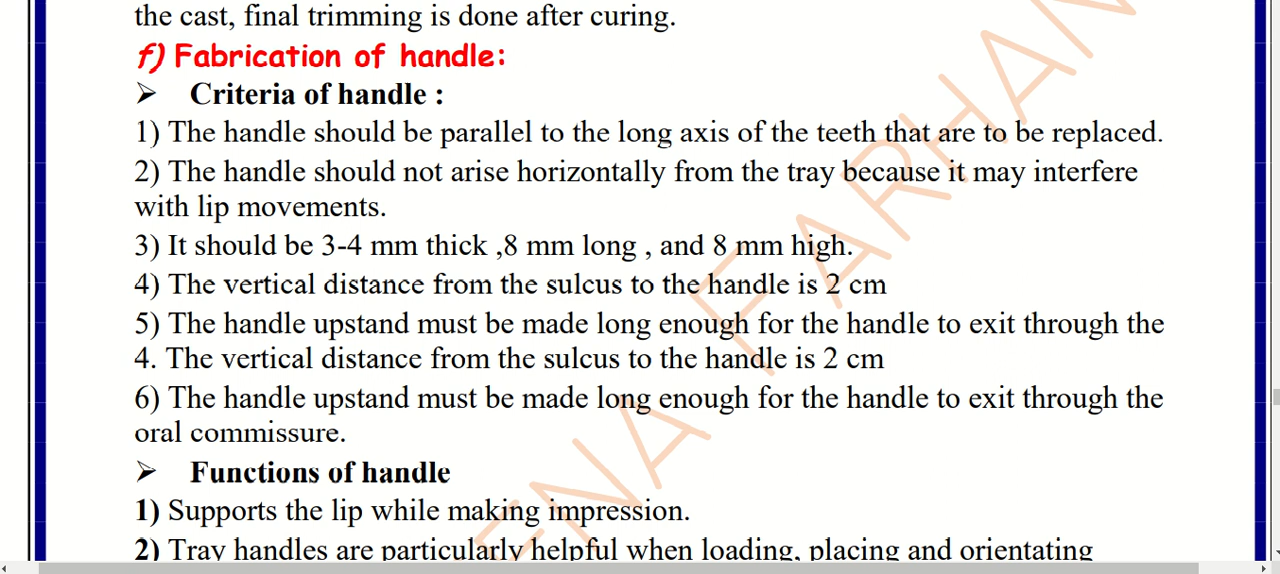 the cast, final trimming is done after curing.
f) Fabrication of handle:
➢ Criteria of handle :
1) The handle should be parallel to the long axis of the teeth that are to be replaced.
2) The handle should not arise horizontally from the tray because it may interfere
with lip movements.
3) It should be 3-4 mm thick ,8 mm long , and 8 mm high.
4) The vertical distance from the sulcus to the handle is 2 cm
5) The handle upstand must be made long enough for the handle to exit through the
4. The vertical distance from the sulcus to the handle is 2 cm
6) The handle upstand must be made long enough for the handle to exit through the
oral commissure.
➢ Functions of handle
1) Supports the lip while making impression.
2) Tray handles are particularly helpful when loading, placing and orientating
ENA FARHAN